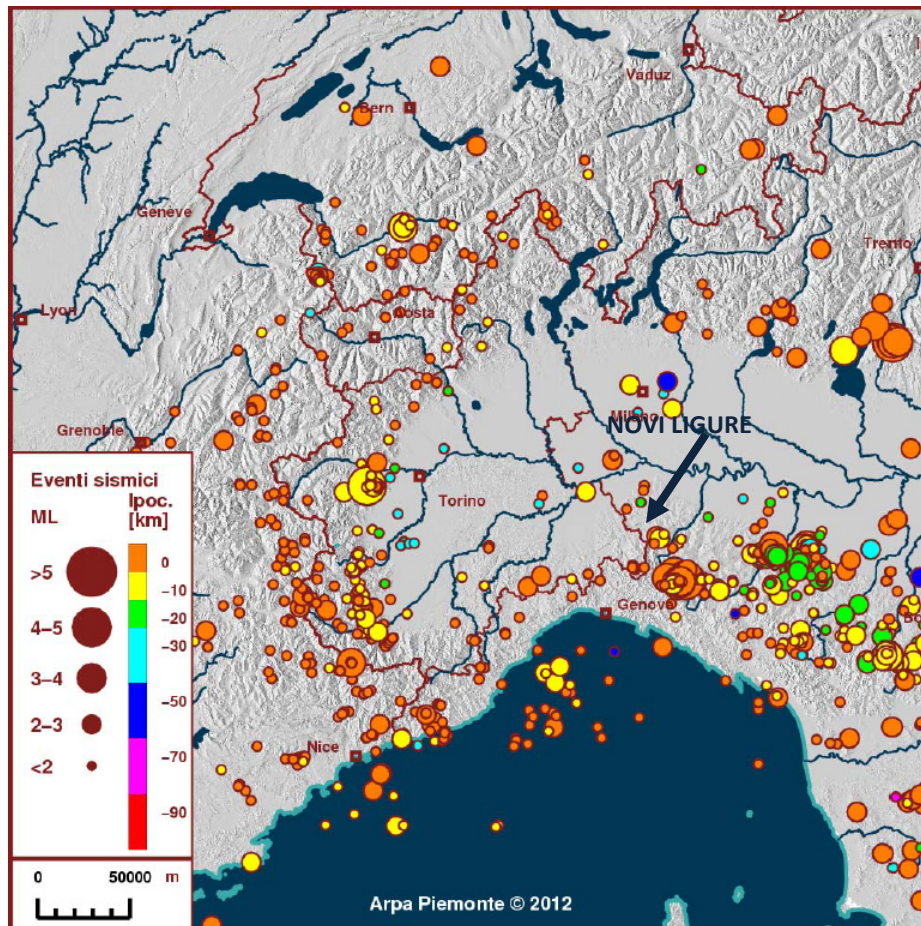 Vaduz
Bern
Genève
Trento
Lyon
Aosta
Milano
NOVI LIGURE
Grenoble
Torino
Genova
Nice
Eventi sismici
ML
Ipoc.
[km]
>5
4–5
3–4
2–3
<2
0
–10
–20
–30
–50
–70
–90
0 50000 m
Arpa Piemonte © 2012